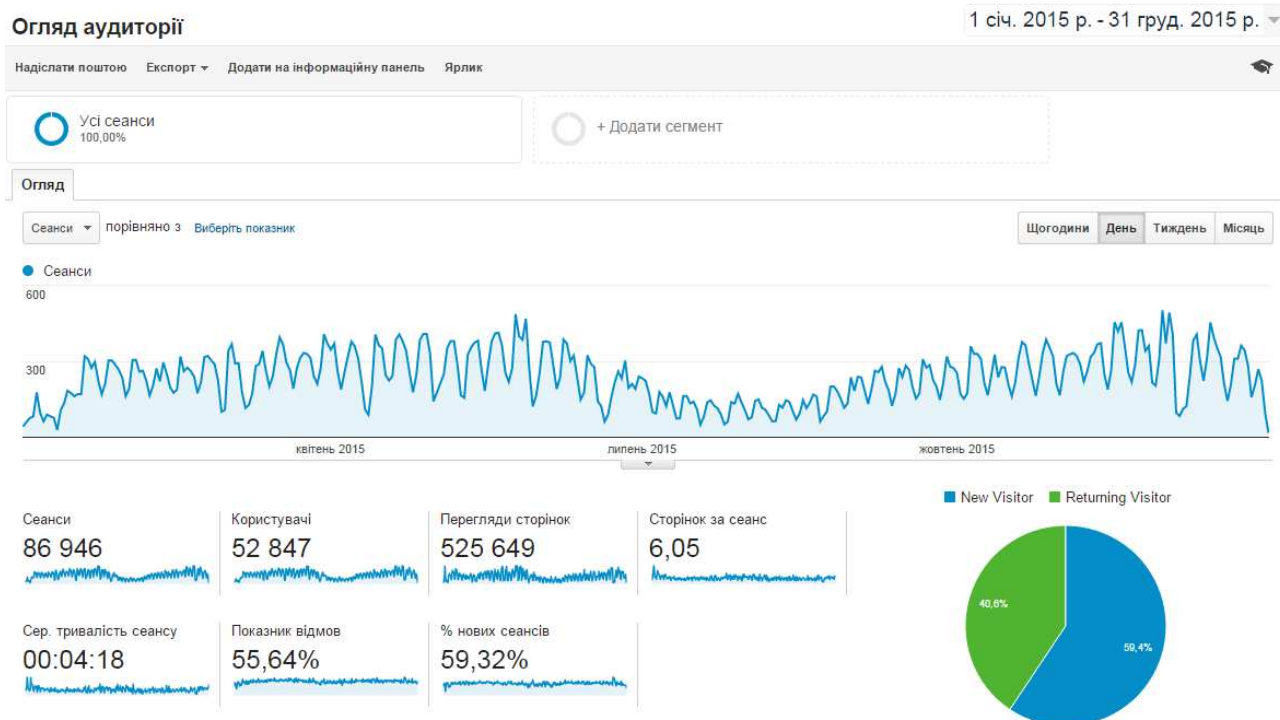 Огляд аудиторії
1 січ. 2015 р. - 31 груд. 2015 р.
Надіслати поштою Експорт Додати на інформаційну панель Ярлик
Усі сеанси
100,00%
+ Додати сегмент
Огляд
Сеанси порівняно з Виберіть показник
Щогодини День Тиждень Місяць
Сеанси
600
300
квітень 2015 липень 2015 жовтень 2015
New Visitor Returning Visitor
Сеанси Користувачі Перегляди сторінок Сторінок за сеанс
86 946 52 847 525 649 6,05
40,6%
59,4%
Сер. тривалість сеансу Показник відмов % нових сеансів
00:04:18 55,64% 59,32%